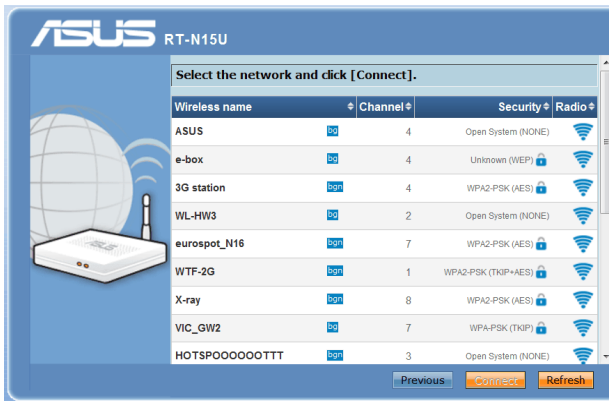 ASUS RT-N15U
Select the network and click [Connect].
Wireless name Channel Security Radio
ASUS bg 4 Open System (NONE)
e-box bg 4 Unknown (WEP)
3G station bgn 4 WPA2-PSK (AES)
WL-HW3 bg 2 Open System (NONE)
eurospot_N16 bgn 7 WPA2-PSK (AES)
WTF-2G bgn 1 WPA2-PSK (TKIP+AES)
X-ray bgn 8 WPA2-PSK (AES)
VIC_GW2 bg 7 WPA-PSK (TKIP)
HOTSPOOOOOOTTT bgn 3 Open System (NONE)
Previous Connect Refresh